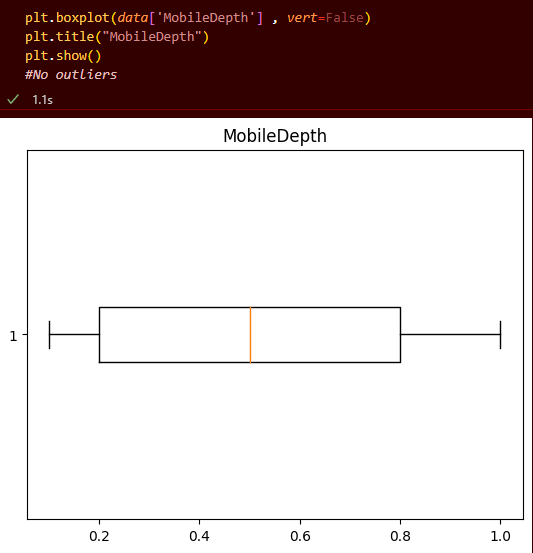 plt.boxplot(data['MobileDepth'] , vert=False)
plt.title("MobileDepth")
plt.show()
#No outliers
1.1s
MobileDepth
1
0.2 0.4 0.6 0.8 1.0